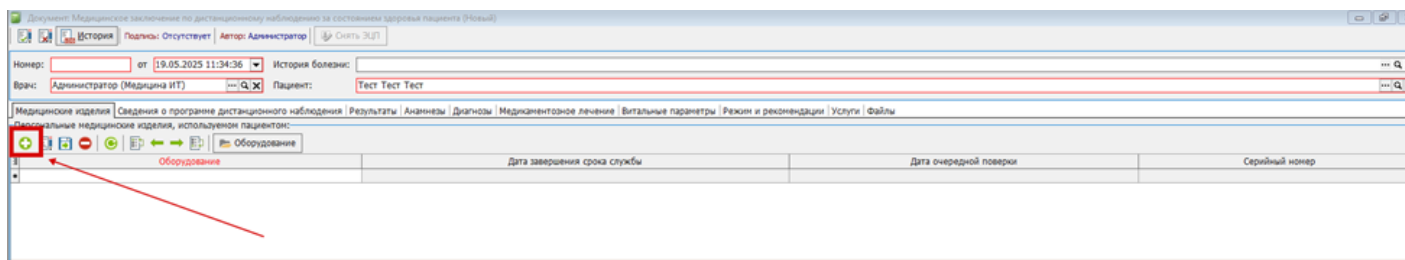 Документ: Медицинское заключение по дистанционному наблюдению за состоянием здоровья пациента (Новый)
История Подпись: Отсутствует Автор: Администратор Снять ЭЦП
Номер: от 19.05.2025 11:34:36 История болезни:
Врач: Администратор (Медицина ИТ) Пациент: Тест Тест Тест
Медицинские изделия Сведения о программе дистанционного наблюдения Результаты Анамнезы Диагнозы Медикаментозное лечение Витальные параметры Режим и рекомендации Услуги Файлы
Персональные медицинские изделия, используемом пациентом:
Оборудование
Оборудование Дата завершения срока службы Дата очередной поверки Серийный номер